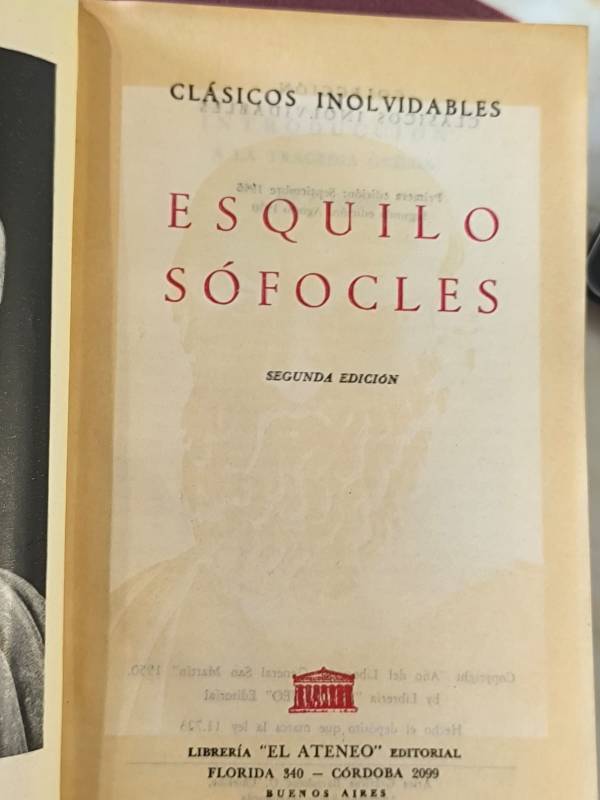 CLÁSICOS INOLVIDABLES
ESQUILO
SÓFOCLES
SEGUNDA EDICIÓN
LIBRERÍA "EL ATENEO" EDITORIAL
FLORIDA 340 — CÓRDOBA 2099
BUENOS AIRES